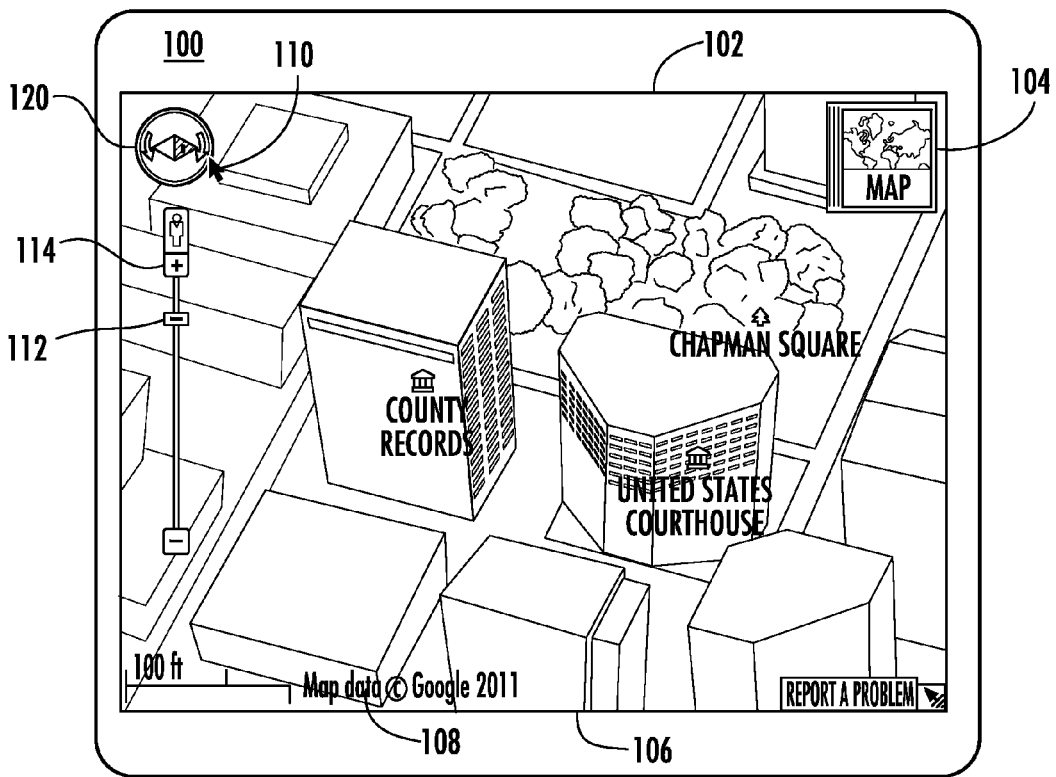 100
110
102
104
120
MAP
114
+
112
CHAPMAN SQUARE
COUNTY
RECORDS
UNITED STATES
COURTHOUSE
100 ft
Map data © Google 2011
REPORT A PROBLEM
108
106